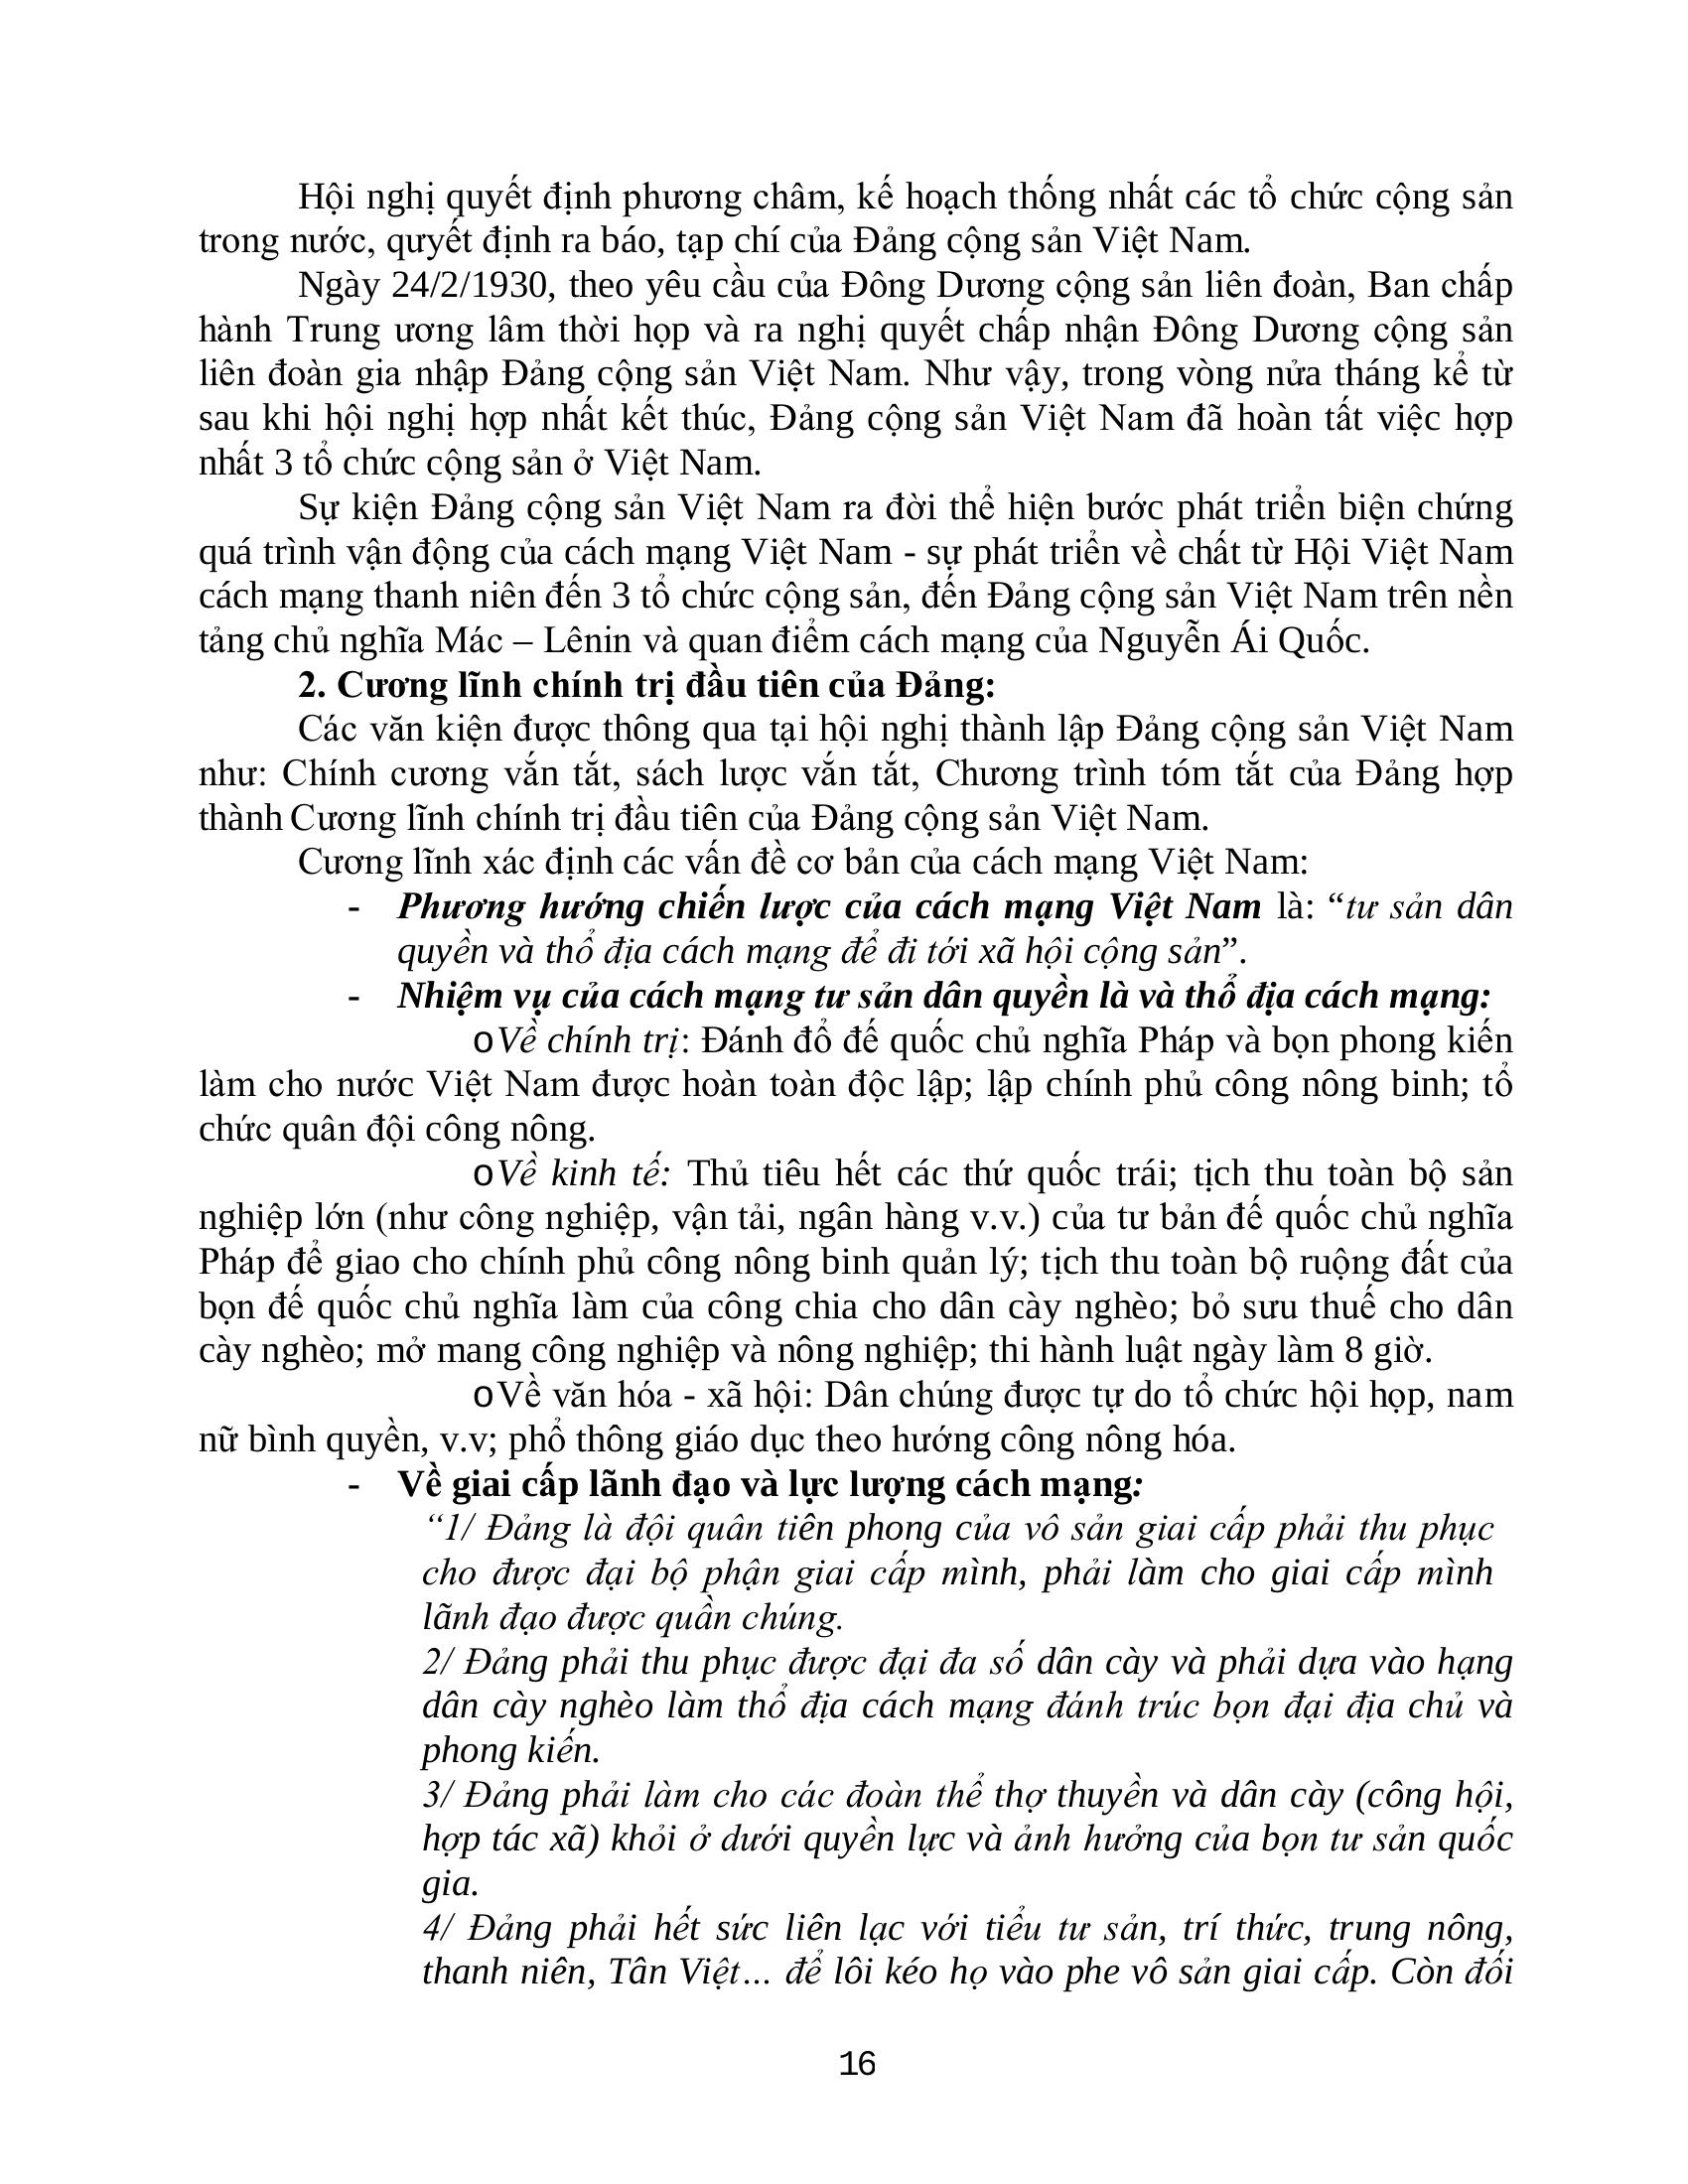 Hội nghị quyết định phương châm, kế hoạch thống nhất các tổ chức cộng sản
trong nước, quyết định ra báo, tạp chí của Đảng cộng sản Việt Nam.
Ngày 24/2/1930, theo yêu cầu của Đông Dương cộng sản liên đoàn, Ban chấp
hành Trung ương lâm thời họp và ra nghị quyết chấp nhận Đông Dương cộng sản
liên đoàn gia nhập Đảng cộng sản Việt Nam. Như vậy, trong vòng nửa tháng kể từ
sau khi hội nghị hợp nhất kết thúc, Đảng cộng sản Việt Nam đã hoàn tất việc hợp
nhất 3 tổ chức cộng sản ở Việt Nam.
Sự kiện Đảng cộng sản Việt Nam ra đời thể hiện bước phát triển biện chứng
quá trình vận động của cách mạng Việt Nam - sự phát triển về chất từ Hội Việt Nam
cách mạng thanh niên đến 3 tổ chức cộng sản, đến Đảng cộng sản Việt Nam trên nền
tảng chủ nghĩa Mác – Lênin và quan điểm cách mạng của Nguyễn Ái Quốc.
2. Cương lĩnh chính trị đầu tiên của Đảng:
Các văn kiện được thông qua tại hội nghị thành lập Đảng cộng sản Việt Nam
như: Chính cương vắn tắt, sách lược vắn tắt, Chương trình tóm tắt của Đảng hợp
thành Cương lĩnh chính trị đầu tiên của Đảng cộng sản Việt Nam.
Cương lĩnh xác định các vấn đề cơ bản của cách mạng Việt Nam:
- Phương hướng chiến lược của cách mạng Việt Nam là: “tư sản dân
quyền và thổ địa cách mạng để đi tới xã hội cộng sản”.
- Nhiệm vụ của cách mạng tư sản dân quyền là và thổ địa cách mạng:
o Về chính trị: Đánh đổ đế quốc chủ nghĩa Pháp và bọn phong kiến
làm cho nước Việt Nam được hoàn toàn độc lập; lập chính phủ công nông binh; tổ
chức quân đội công nông.
o Về kinh tế: Thủ tiêu hết các thứ quốc trái; tịch thu toàn bộ sản
nghiệp lớn (như công nghiệp, vận tải, ngân hàng v.v.) của tư bản đế quốc chủ nghĩa
Pháp để giao cho chính phủ công nông binh quản lý; tịch thu toàn bộ ruộng đất của
bọn đế quốc chủ nghĩa làm của công chia cho dân cày nghèo; bỏ sưu thuế cho dân
cày nghèo; mở mang công nghiệp và nông nghiệp; thi hành luật ngày làm 8 giờ.
o Về văn hóa - xã hội: Dân chúng được tự do tổ chức hội họp, nam
nữ bình quyền, v.v; phổ thông giáo dục theo hướng công nông hóa.
- Về giai cấp lãnh đạo và lực lượng cách mạng:
“1/ Đảng là đội quân tiên phong của vô sản giai cấp phải thu phục
cho được đại bộ phận giai cấp mình, phải làm cho giai cấp mình
lãnh đạo được quần chúng.
2/ Đảng phải thu phục được đại đa số dân cày và phải dựa vào hạng
dân cày nghèo làm thổ địa cách mạng đánh trúc bọn đại địa chủ và
phong kiến.
3/ Đảng phải làm cho các đoàn thể thợ thuyền và dân cày (công hội,
hợp tác xã) khỏi ở dưới quyền lực và ảnh hưởng của bọn tư sản quốc
gia.
4/ Đảng phải hết sức liên lạc với tiểu tư sản, trí thức, trung nông,
thanh niên, Tân Việt… để lôi kéo họ vào phe vô sản giai cấp. Còn đối
16